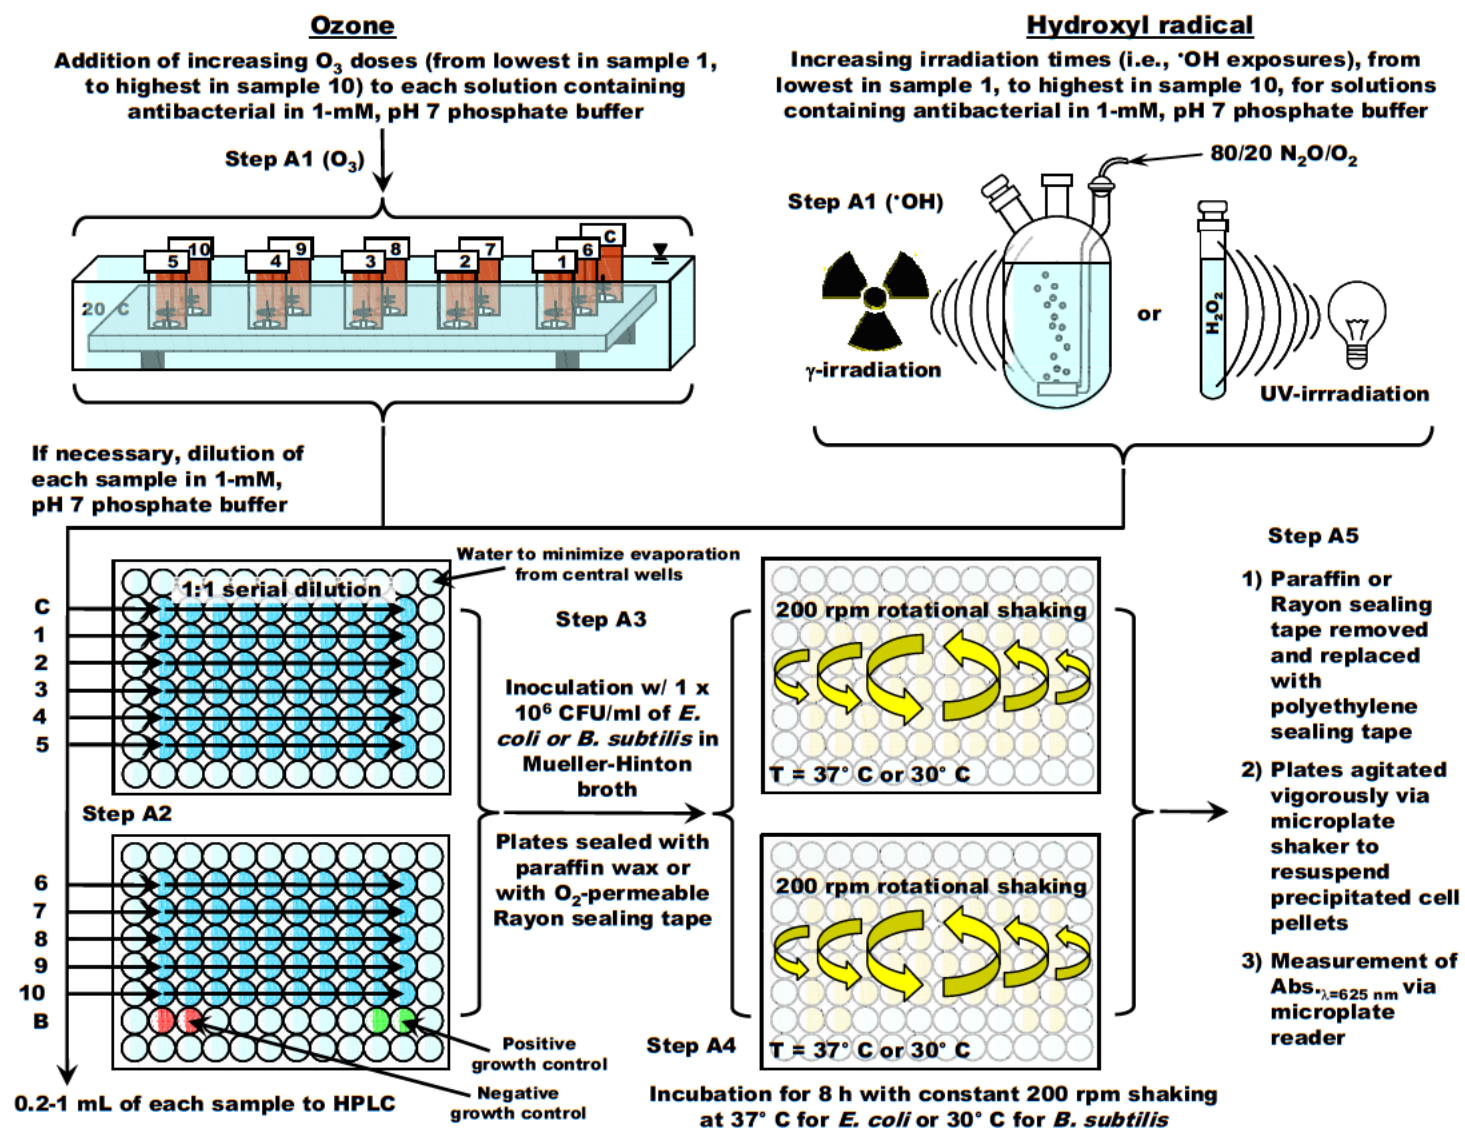 Ozone
Addition of increasing O₃ doses (from lowest in sample 1,
to highest in sample 10) to each solution containing
antibacterial in 1-mM, pH 7 phosphate buffer
Step A1 (O₃)
10
9
8
7
6
C
5
4
3
2
1
20 C
Hydroxyl radical
Increasing irradiation times (i.e., •OH exposures), from
lowest in sample 1, to highest in sample 10, for solutions
containing antibacterial in 1-mM, pH 7 phosphate buffer
80/20 N₂O/O₂
Step A1 (•OH)
or
H₂O₂
γ-irradiation
UV-irrradiation
If necessary, dilution of
each sample in 1-mM,
pH 7 phosphate buffer
Water to minimize evaporation
from central wells
1:1 serial dilution
C
1
2
3
4
5
Step A2
6
7
8
9
10
B
Positive
growth control
Negative
growth control
0.2-1 mL of each sample to HPLC
Step A3
Inoculation w/ 1 x
10⁶ CFU/ml of E.
coli or B. subtilis in
Mueller-Hinton
broth
Plates sealed with
paraffin wax or
with O₂-permeable
Rayon sealing tape
200 rpm rotational shaking
T = 37° C or 30° C
200 rpm rotational shaking
T = 37° C or 30° C
Step A4
Incubation for 8 h with constant 200 rpm shaking
at 37° C for E. coli or 30° C for B. subtilis
Step A5
1) Paraffin or
Rayon sealing
tape removed
and replaced
with
polyethylene
sealing tape
2) Plates agitated
vigorously via
microplate
shaker to
resuspend
precipitated cell
pellets
3) Measurement of
Abs.λ=625 nm via
microplate
reader